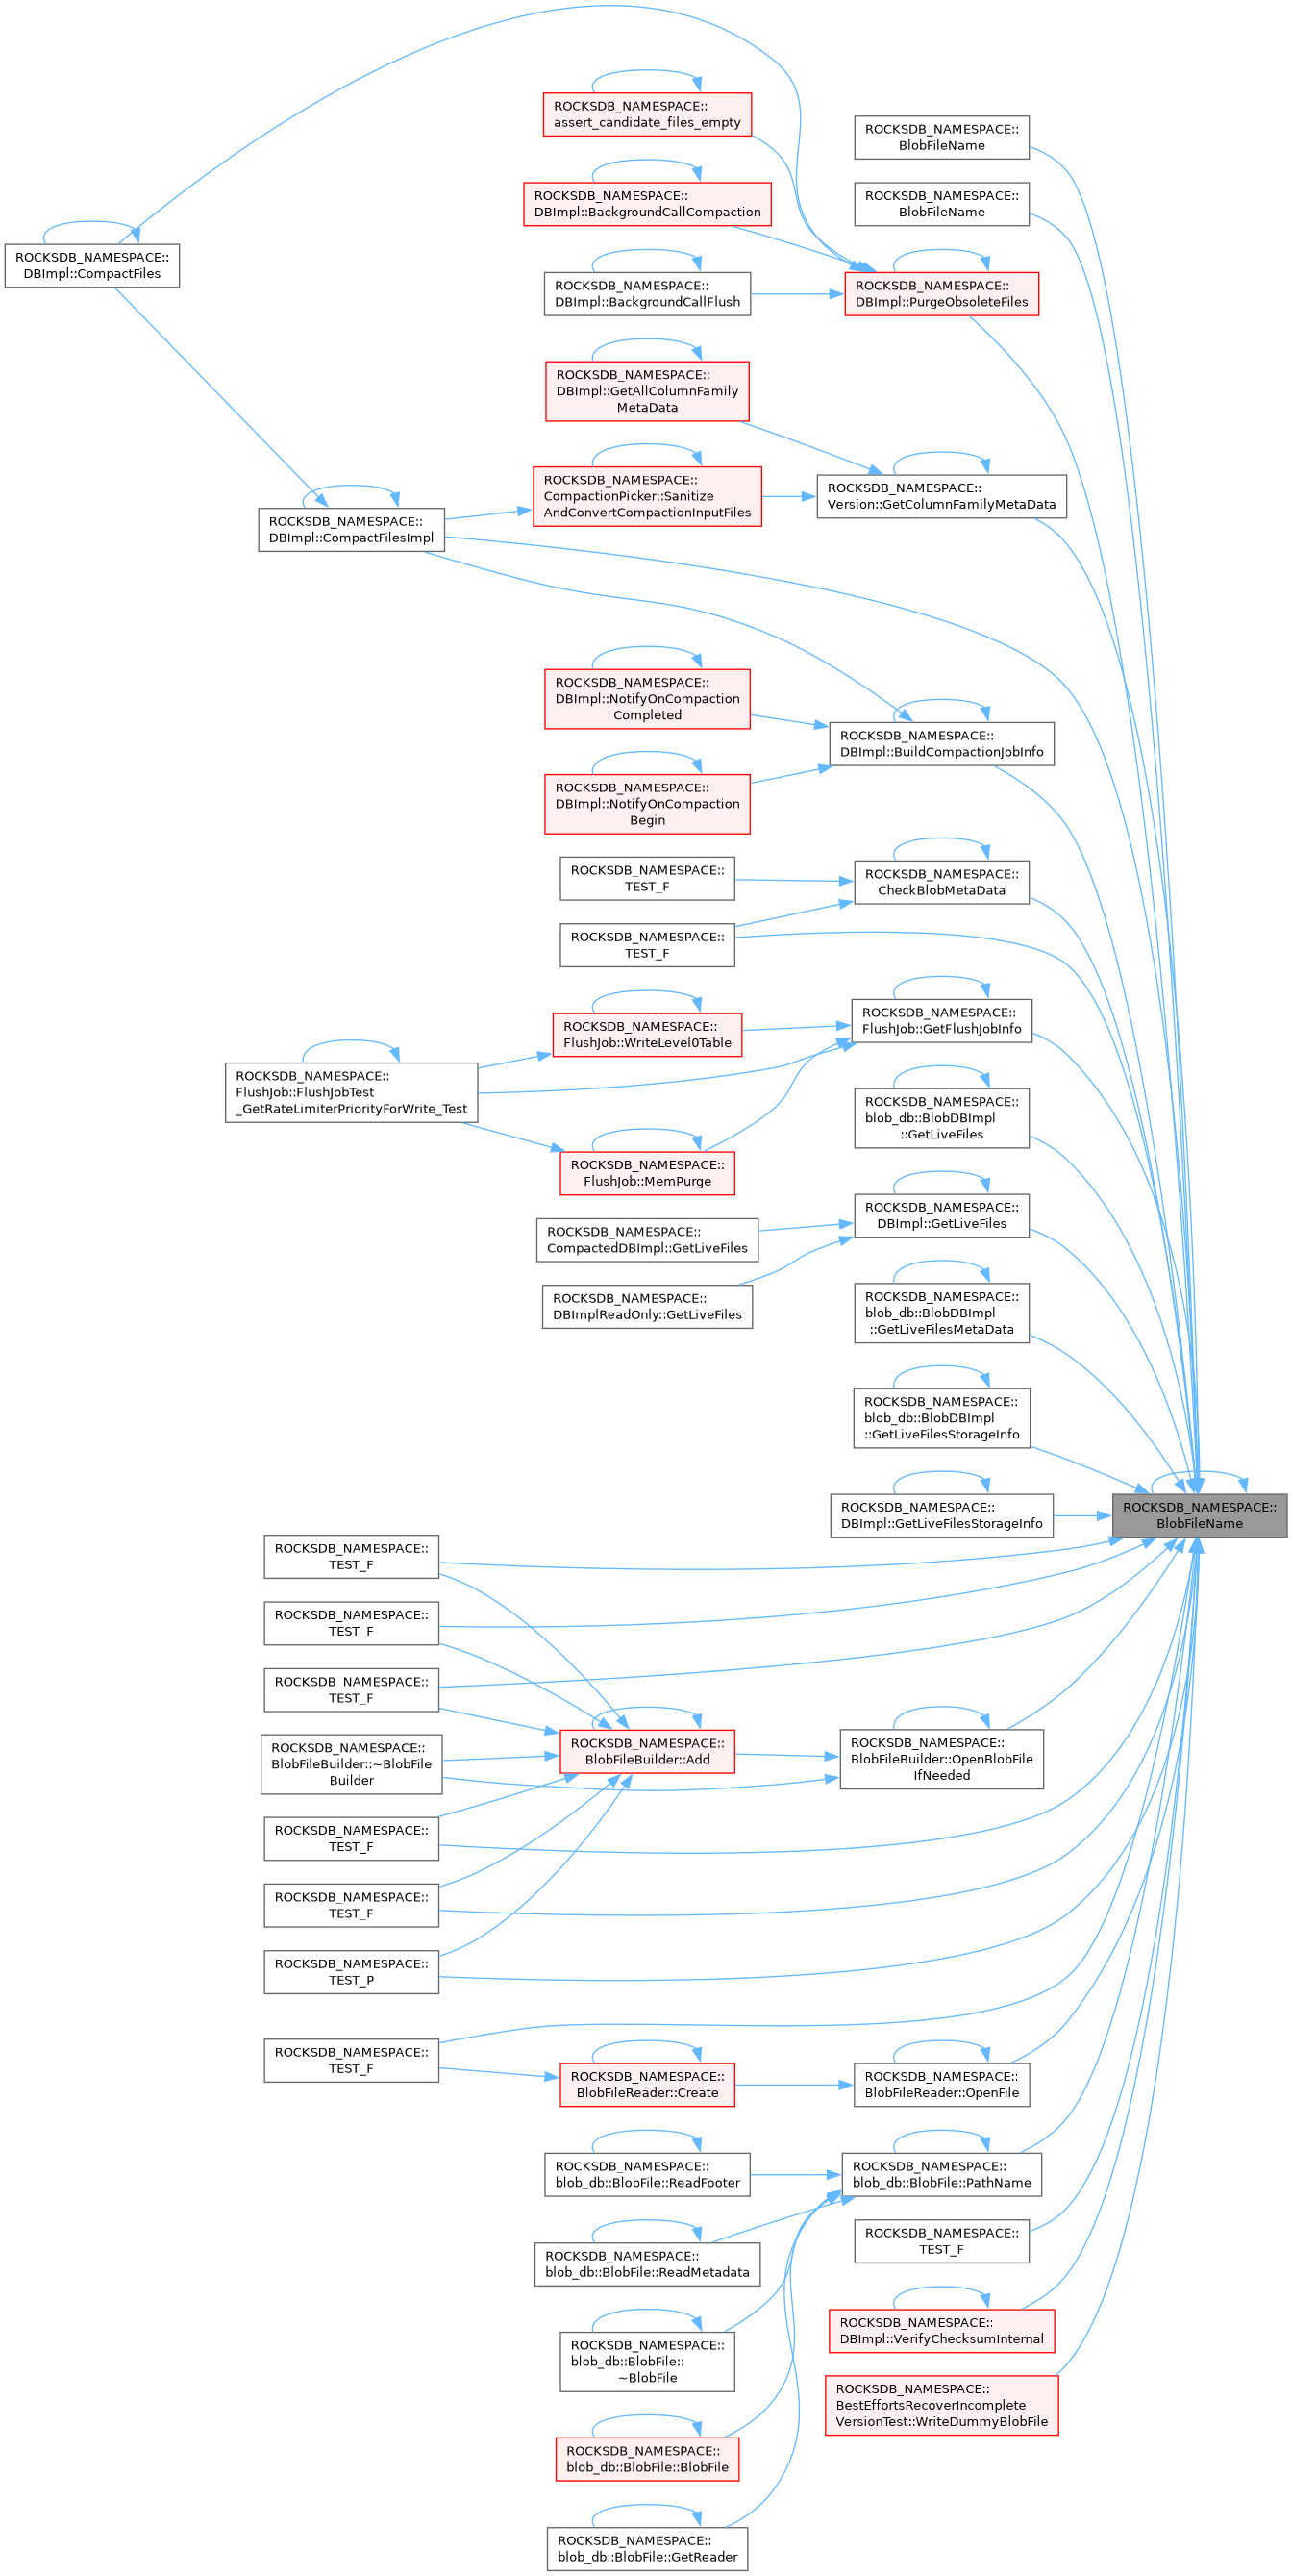 ROCKSDB_NAMESPACE::
assert_candidate_files_empty
ROCKSDB_NAMESPACE::
BlobFileName
ROCKSDB_NAMESPACE::
DBImpl::BackgroundCallCompaction
ROCKSDB_NAMESPACE::
BlobFileName
ROCKSDB_NAMESPACE::
DBImpl::CompactFiles
ROCKSDB_NAMESPACE::
DBImpl::BackgroundCallFlush
ROCKSDB_NAMESPACE::
DBImpl::PurgeObsoleteFiles
ROCKSDB_NAMESPACE::
DBImpl::GetAllColumnFamily
MetaData
ROCKSDB_NAMESPACE::
CompactionPicker::Sanitize
AndConvertCompactionInputFiles
ROCKSDB_NAMESPACE::
Version::GetColumnFamilyMetaData
ROCKSDB_NAMESPACE::
DBImpl::CompactFilesImpl
ROCKSDB_NAMESPACE::
DBImpl::NotifyOnCompaction
Completed
ROCKSDB_NAMESPACE::
DBImpl::BuildCompactionJobInfo
ROCKSDB_NAMESPACE::
DBImpl::NotifyOnCompaction
Begin
ROCKSDB_NAMESPACE::
TEST_F
ROCKSDB_NAMESPACE::
CheckBlobMetaData
ROCKSDB_NAMESPACE::
TEST_F
ROCKSDB_NAMESPACE::
FlushJob::GetFlushJobInfo
ROCKSDB_NAMESPACE::
FlushJob::WriteLevel0Table
ROCKSDB_NAMESPACE::
FlushJob::FlushJobTest
_GetRateLimiterPriorityForWrite_Test
ROCKSDB_NAMESPACE::
blob_db::BlobDBImpl
::GetLiveFiles
ROCKSDB_NAMESPACE::
FlushJob::MemPurge
ROCKSDB_NAMESPACE::
DBImpl::GetLiveFiles
ROCKSDB_NAMESPACE::
CompactedDBImpl::GetLiveFiles
ROCKSDB_NAMESPACE::
DBImplReadOnly::GetLiveFiles
ROCKSDB_NAMESPACE::
blob_db::BlobDBImpl
::GetLiveFilesMetaData
ROCKSDB_NAMESPACE::
blob_db::BlobDBImpl
::GetLiveFilesStorageInfo
ROCKSDB_NAMESPACE::
DBImpl::GetLiveFilesStorageInfo
ROCKSDB_NAMESPACE::
BlobFileName
ROCKSDB_NAMESPACE::
TEST_F
ROCKSDB_NAMESPACE::
TEST_F
ROCKSDB_NAMESPACE::
TEST_F
ROCKSDB_NAMESPACE::
BlobFileBuilder::~BlobFile
Builder
ROCKSDB_NAMESPACE::
BlobFileBuilder::Add
ROCKSDB_NAMESPACE::
BlobFileBuilder::OpenBlobFile
IfNeeded
ROCKSDB_NAMESPACE::
TEST_F
ROCKSDB_NAMESPACE::
TEST_F
ROCKSDB_NAMESPACE::
TEST_P
ROCKSDB_NAMESPACE::
TEST_F
ROCKSDB_NAMESPACE::
BlobFileReader::Create
ROCKSDB_NAMESPACE::
BlobFileReader::OpenFile
ROCKSDB_NAMESPACE::
blob_db::BlobFile::ReadFooter
ROCKSDB_NAMESPACE::
blob_db::BlobFile::PathName
ROCKSDB_NAMESPACE::
blob_db::BlobFile::ReadMetadata
ROCKSDB_NAMESPACE::
TEST_F
ROCKSDB_NAMESPACE::
blob_db::BlobFile::
~BlobFile
ROCKSDB_NAMESPACE::
DBImpl::VerifyChecksumInternal
ROCKSDB_NAMESPACE::
BestEffortsRecoverIncomplete
VersionTest::WriteDummyBlobFile
ROCKSDB_NAMESPACE::
blob_db::BlobFile::BlobFile
ROCKSDB_NAMESPACE::
blob_db::BlobFile::GetReader